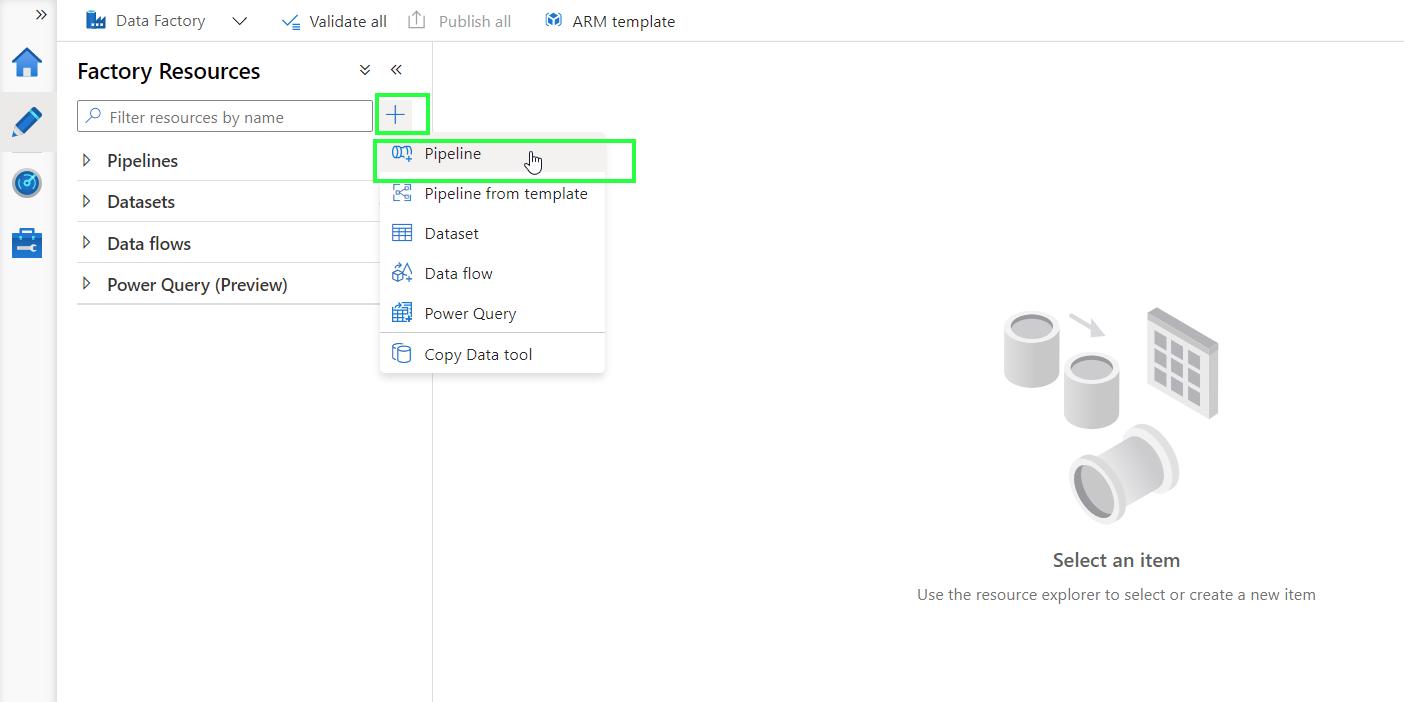 Data Factory
Validate all
Publish all
ARM template
Factory Resources
Filter resources by name
Pipelines
Datasets
Data flows
Power Query (Preview)
Pipeline
Pipeline from template
Dataset
Data flow
Power Query
Copy Data tool
Select an item
Use the resource explorer to select or create a new item